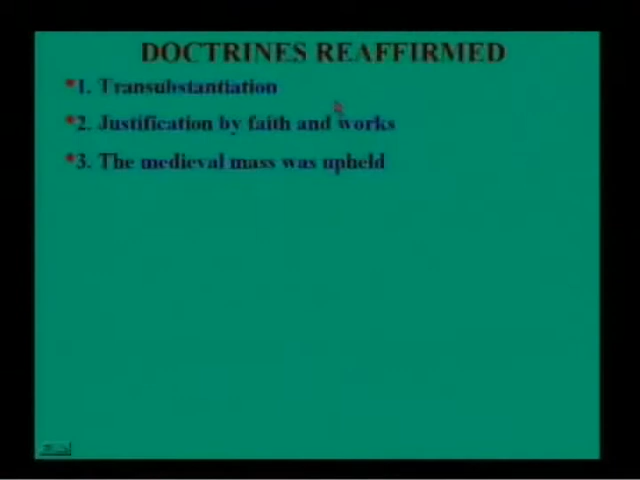 DOCTRINES REAFFIRMED
•1. Transubstantiation
•2. Justification by faith and works
•3. The medieval mass was upheld